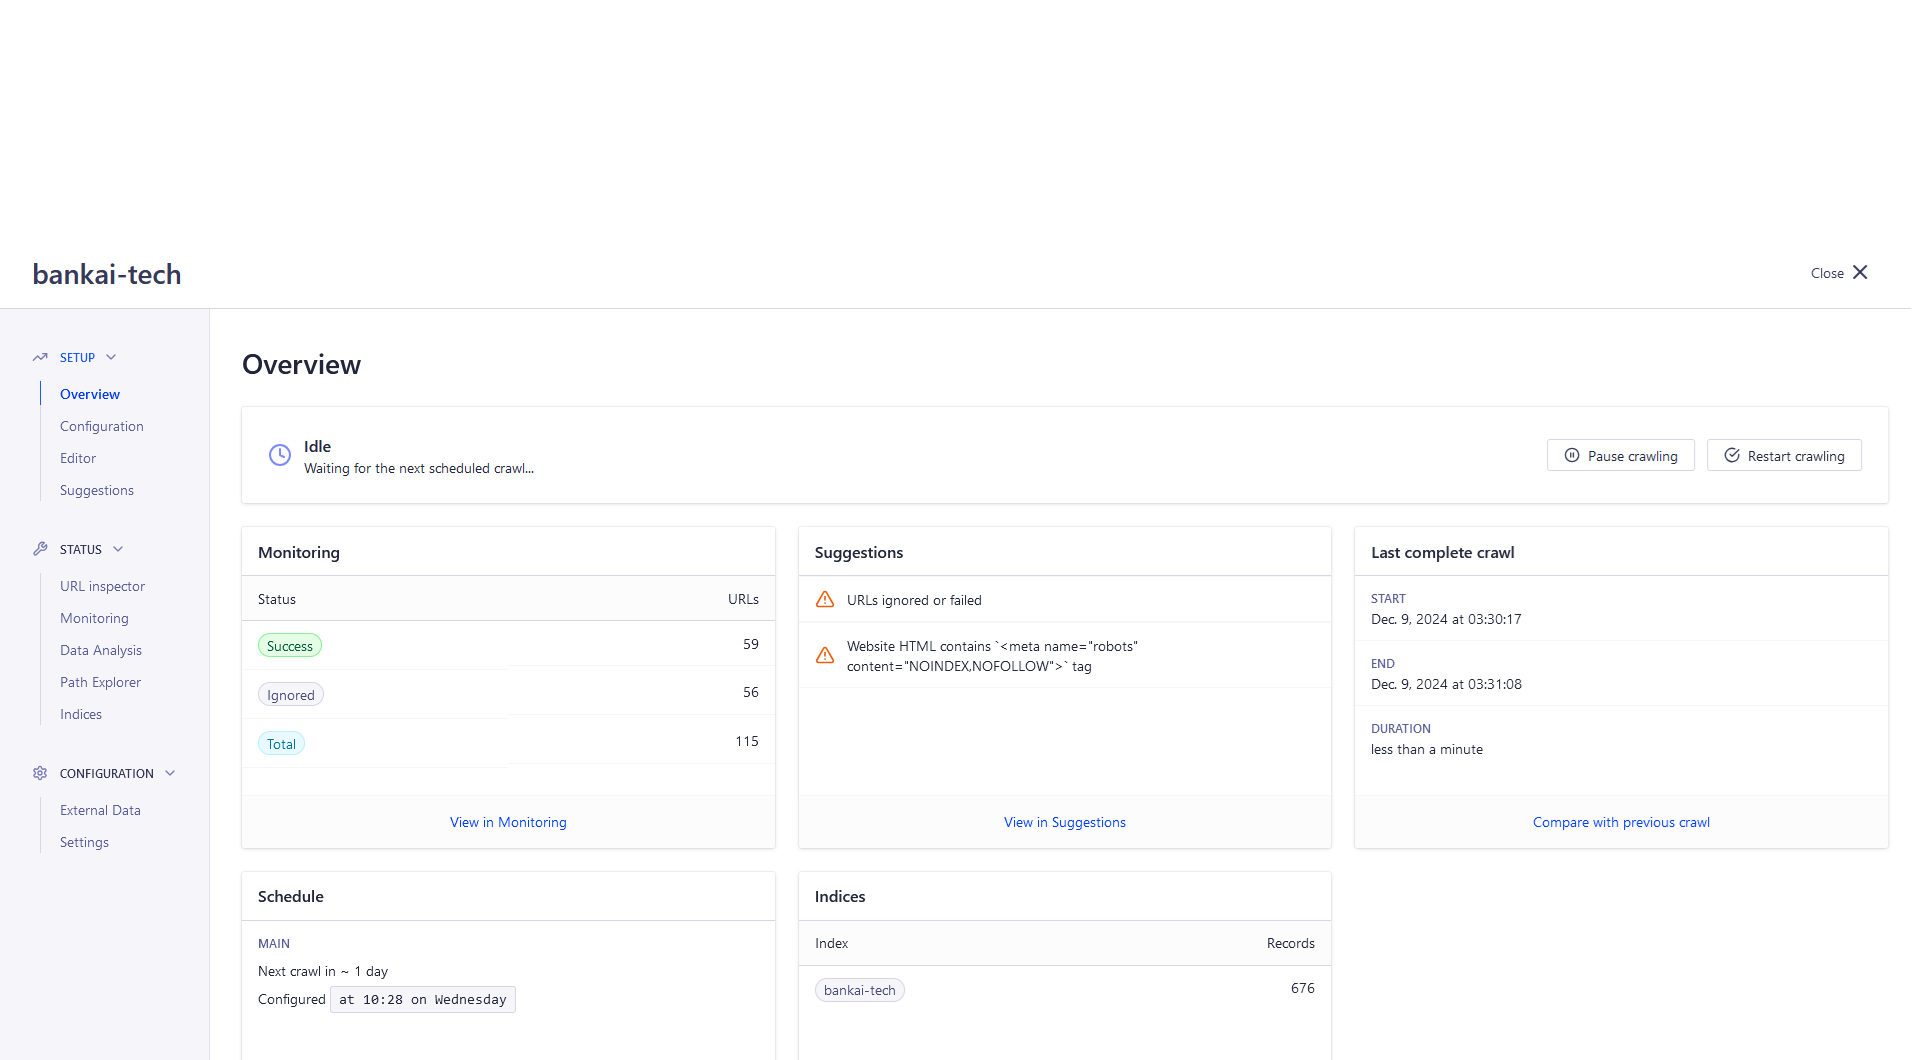 bankai-tech
Close
SETUP
Overview
Configuration
Editor
Suggestions
STATUS
URL inspector
Monitoring
Data Analysis
Path Explorer
Indices
CONFIGURATION
External Data
Settings
Overview
Idle
Waiting for the next scheduled crawl...
Pause crawling
Restart crawling
Monitoring
Status URLs
Success 59
Ignored 56
Total 115
View in Monitoring
Suggestions
URLs ignored or failed
Website HTML contains `<meta name="robots"
content="NOINDEX,NOFOLLOW">` tag
View in Suggestions
Last complete crawl
START
Dec. 9, 2024 at 03:30:17
END
Dec. 9, 2024 at 03:31:08
DURATION
less than a minute
Compare with previous crawl
Schedule
MAIN
Next crawl in ~ 1 day
Configured at 10:28 on Wednesday
Indices
Index Records
bankai-tech 676